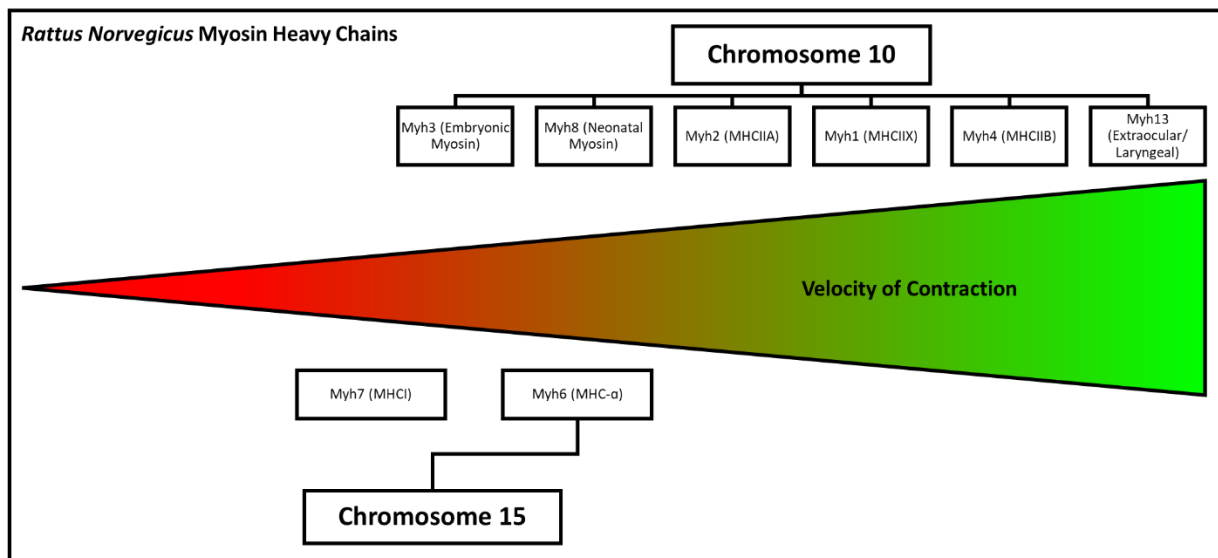 Rattus Norvegicus Myosin Heavy Chains
Chromosome 10
Myh3 (Embryonic
Myosin)
Myh8 (Neonatal
Myosin)
Myh2 (MHCIIA)
Myh1 (MHCIIX)
Myh4 (MHCIIB)
Myh13
(Extraocular/
Laryngeal)
Velocity of Contraction
Myh7 (MHCI)
Myh6 (MHC-α)
Chromosome 15